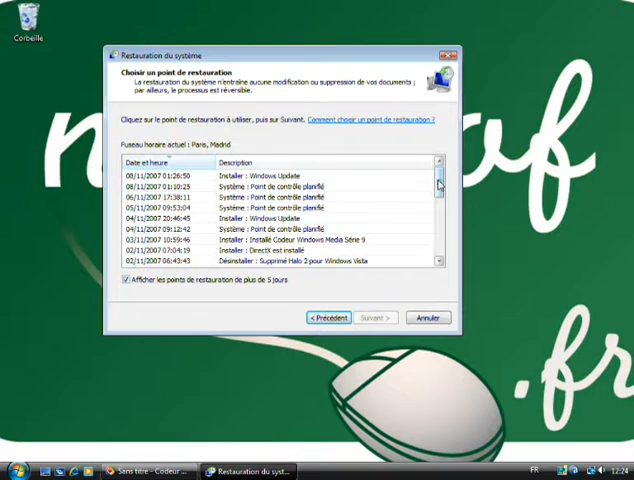 Corbeille
Restauration du système
Choisir un point de restauration
La restauration du système n'entraîne aucune modification ou suppression de vos documents ;
par ailleurs, le processus est réversible.
Cliquez sur le point de restauration à utiliser, puis sur Suivant. Comment choisir un point de restauration ?
Fuseau horaire actuel : Paris, Madrid
Date et heure Description
08/11/2007 01:26:50 Installer : Windows Update
08/11/2007 01:10:25 Système : Point de contrôle planifié
06/11/2007 17:38:11 Système : Point de contrôle planifié
05/11/2007 09:53:04 Système : Point de contrôle planifié
04/11/2007 20:46:45 Installer : Windows Update
04/11/2007 09:12:42 Système : Point de contrôle planifié
03/11/2007 10:59:46 Installer : Installé Codeur Windows Media Série 9
02/11/2007 07:04:19 Installer : DirectX est installé
02/11/2007 06:43:43 Désinstaller : Supprimé Halo 2 pour Windows Vista
Afficher les points de restauration de plus de 5 jours
< Précédent Suivant > Annuler
.fr
Sans titre - Codeur ... Restauration du syst... FR 12:24